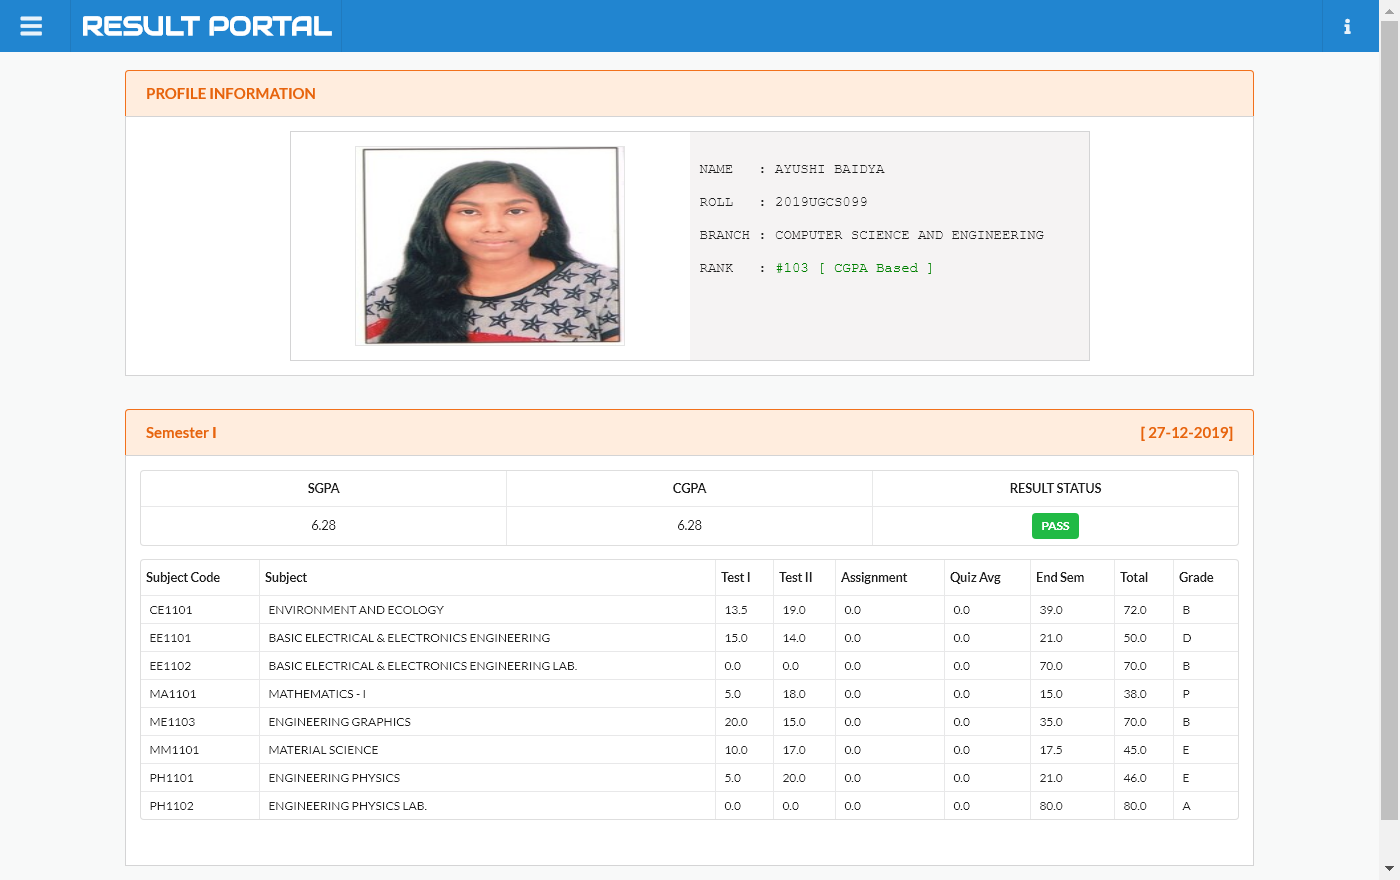 RESULT PORTAL
PROFILE INFORMATION
NAME : AYUSHI BAIDYA
ROLL : 2019UGCS099
BRANCH : COMPUTER SCIENCE AND ENGINEERING
RANK : #103 [ CGPA Based ]
Semester I [ 27-12-2019]
SGPA CGPA RESULT STATUS
6.28 6.28 PASS
Subject Code Subject Test I Test II Assignment Quiz Avg End Sem Total Grade
CE1101 ENVIRONMENT AND ECOLOGY 13.5 19.0 0.0 0.0 39.0 72.0 B
EE1101 BASIC ELECTRICAL & ELECTRONICS ENGINEERING 15.0 14.0 0.0 0.0 21.0 50.0 D
EE1102 BASIC ELECTRICAL & ELECTRONICS ENGINEERING LAB. 0.0 0.0 0.0 0.0 70.0 70.0 B
MA1101 MATHEMATICS - I 5.0 18.0 0.0 0.0 15.0 38.0 P
ME1103 ENGINEERING GRAPHICS 20.0 15.0 0.0 0.0 35.0 70.0 B
MM1101 MATERIAL SCIENCE 10.0 17.0 0.0 0.0 17.5 45.0 E
PH1101 ENGINEERING PHYSICS 5.0 20.0 0.0 0.0 21.0 46.0 E
PH1102 ENGINEERING PHYSICS LAB. 0.0 0.0 0.0 0.0 80.0 80.0 A